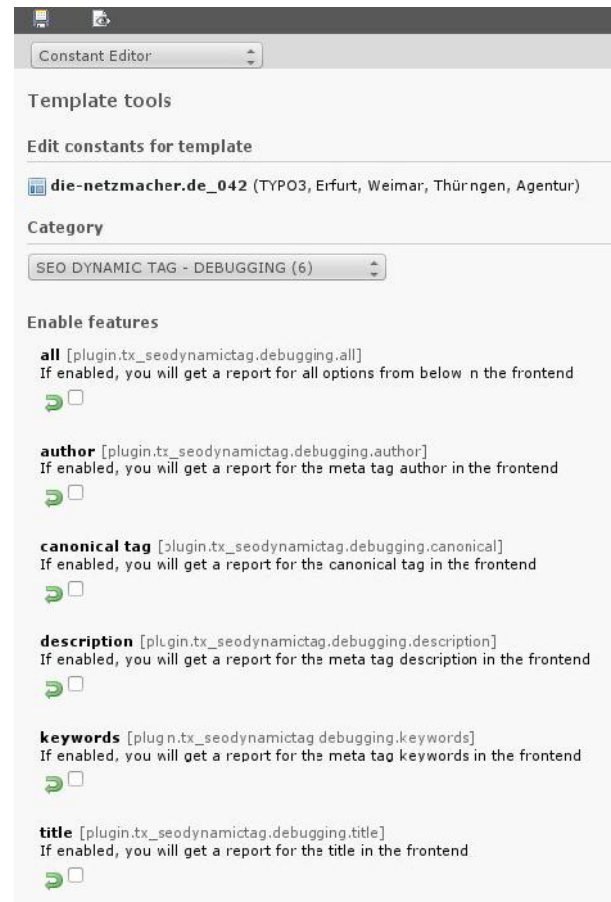 Constant Editor
Template tools
Edit constants for template
die-netzmacher.de_042 (TYPO3, Erfurt, Weimar, Thüringen, Agentur)
Category
SEO DYNAMIC TAG - DEBUGGING (6)
Enable features
all [plugin.tx_seodynamictag.debugging.all]
If enabled, you will get a report for all options from below in the frontend
author [plugin.tx_seodynamictag.debugging.author]
If enabled, you will get a report for the meta tag author in the frontend
canonical tag [plugin.tx_seodynamictag.debugging.canonical]
If enabled, you will get a report for the canonical tag in the frontend
description [plugin.tx_seodynamictag.debugging.description]
If enabled, you will get a report for the meta tag description in the frontend
keywords [plugin.tx_seodynamictag.debugging.keywords]
If enabled, you will get a report for the meta tag keywords in the frontend
title [plugin.tx_seodynamictag.debugging.title]
If enabled, you will get a report for the title in the frontend